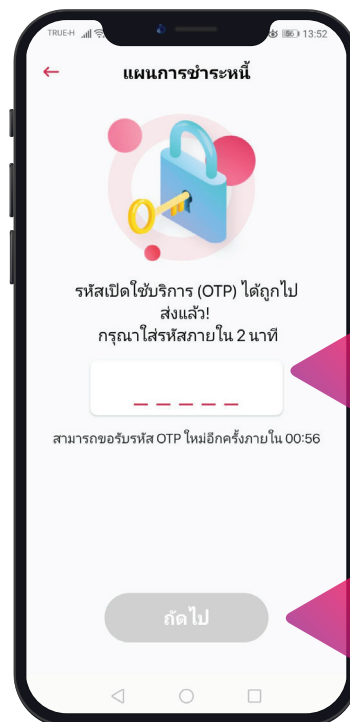 TRUE-H 56 13:52
แผนการชำระหนี้
รหัสเปิดใช้บริการ (OTP) ได้ถูกไป
ส่งแล้ว!
กรุณาใส่รหัสภายใน 2 นาที
สามารถขอรับรหัส OTP ใหม่อีกครั้งภายใน 00:56
ถัดไป